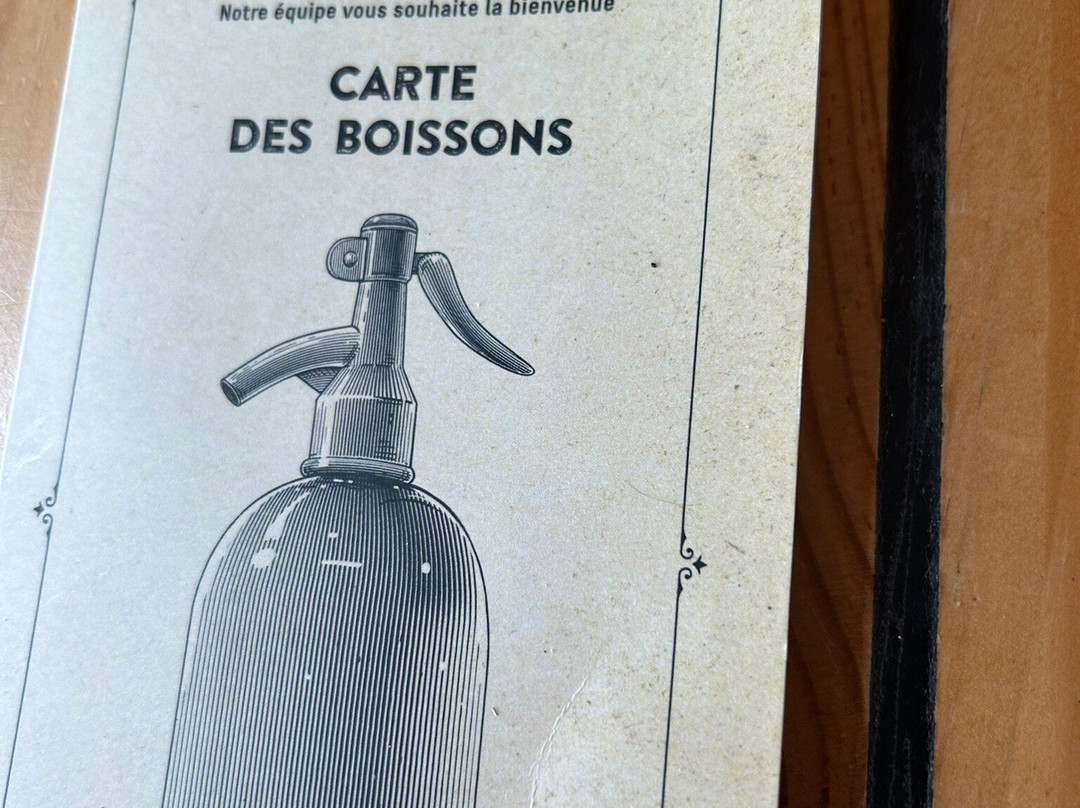 Notre équipe vous souhaite la bienvenue
CARTE
DES BOISSONS